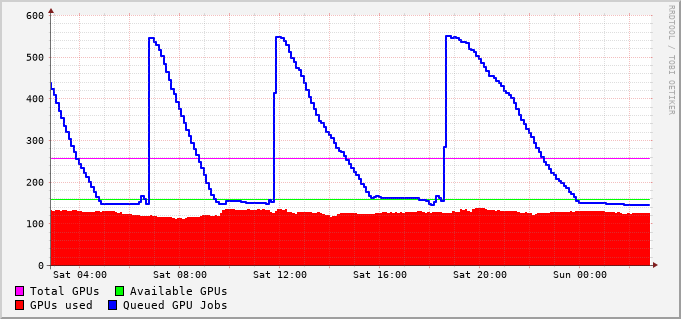 600
500
400
300
200
100
0
Sat 04:00 Sat 08:00 Sat 12:00 Sat 16:00 Sat 20:00 Sun 00:00
Total GPUs Available GPUs
GPUs used Queued GPU Jobs
RRDTOOL / TOBI OETIKER